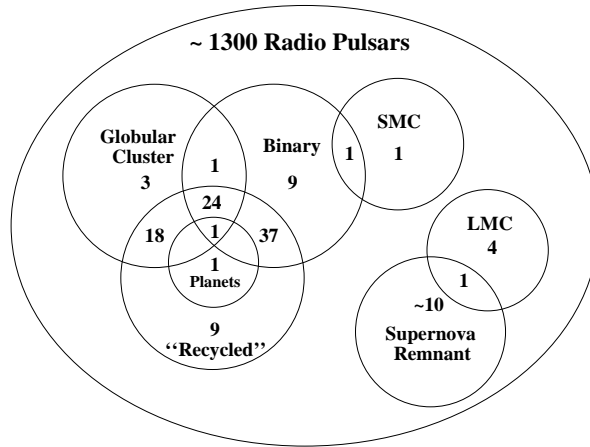 ~ 1300 Radio Pulsars
Globular
Cluster
3
1
Binary
9
1
SMC
1
24
18
1
37
1
Planets
9
‘‘Recycled’’
LMC
4
1
~10
Supernova
Remnant